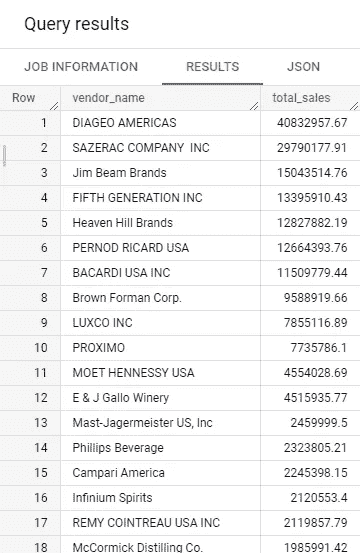 Query results
JOB INFORMATION RESULTS JSON
Row vendor_name total_sales
1 DIAGEO AMERICAS 40832957.67
2 SAZERAC COMPANY  INC 29790177.91
3 Jim Beam Brands 15043514.76
4 FIFTH GENERATION INC 13395910.43
5 Heaven Hill Brands 12827882.19
6 PERNOD RICARD USA 12664393.76
7 BACARDI USA INC 11509779.44
8 Brown Forman Corp. 9588919.66
9 LUXCO INC 7855116.89
10 PROXIMO 7735786.1
11 MOET HENNESSY USA 4554028.69
12 E & J Gallo Winery 4515935.77
13 Mast-Jagermeister US, Inc 2459999.5
14 Phillips Beverage 2323805.21
15 Campari America 2245398.15
16 Infinium Spirits 2120553.4
17 REMY COINTREAU USA INC 2119857.79
18 McCormick Distilling Co. 1985991.42